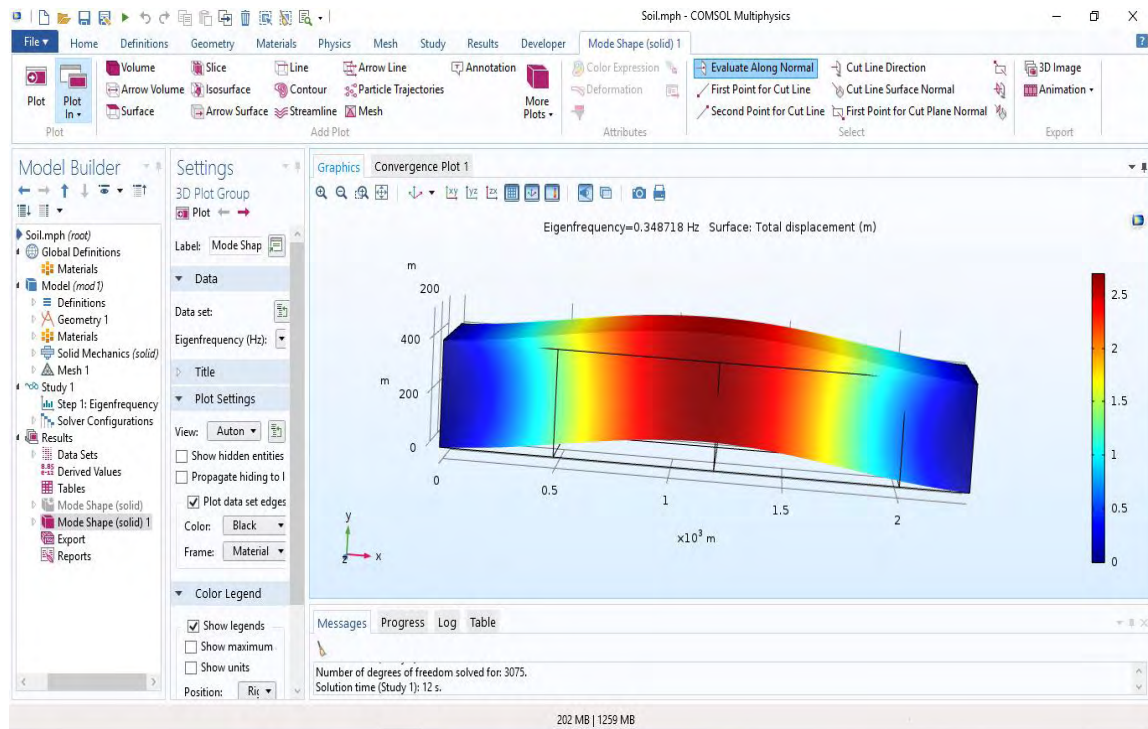 Soil.mph - COMSOL Multiphysics
File Home Definitions Geometry Materials Physics Mesh Study Results Developer Mode Shape (solid) 1
Volume Slice Line Arrow Line Annotation Color Expression Evaluate Along Normal Cut Line Direction 3D Image
Plot Plot In Arrow Volume Isosurface Contour Particle Trajectories More Plots Deformation First Point for Cut Line Cut Line Surface Normal Animation
Surface Arrow Surface Streamline Mesh Second Point for Cut Line First Point for Cut Plane Normal
Plot Add Plot Attributes Select Export
Model Builder
Soil.mph (root)
Global Definitions
Materials
Model (mod1)
Definitions
Geometry 1
Materials
Solid Mechanics (solid)
Mesh 1
Study 1
Step 1: Eigenfrequency
Solver Configurations
Results
Data Sets
8.85
e-12
Derived Values
Tables
Mode Shape (solid)
Mode Shape (solid) 1
Export
Reports
Settings
3D Plot Group
Plot
Label: Mode Shap
Data
Data set:
Eigenfrequency (Hz):
Title
Plot Settings
View: Auton
Show hidden entities
Propagate hiding to l
Plot data set edges
Color: Black
Frame: Material
Color Legend
Show legends
Show maximum
Show units
Position: Rig
Graphics Convergence Plot 1
xy yz zx
Eigenfrequency=0.348718 Hz Surface: Total displacement (m)
m
200
400
m
200
0
0
0.5
1
1.5
2
×10³ m
y
z x
2.5
2
1.5
1
0.5
0
Messages Progress Log Table
Number of degrees of freedom solved for: 3075.
Solution time (Study 1): 12 s.
202 MB | 1259 MB